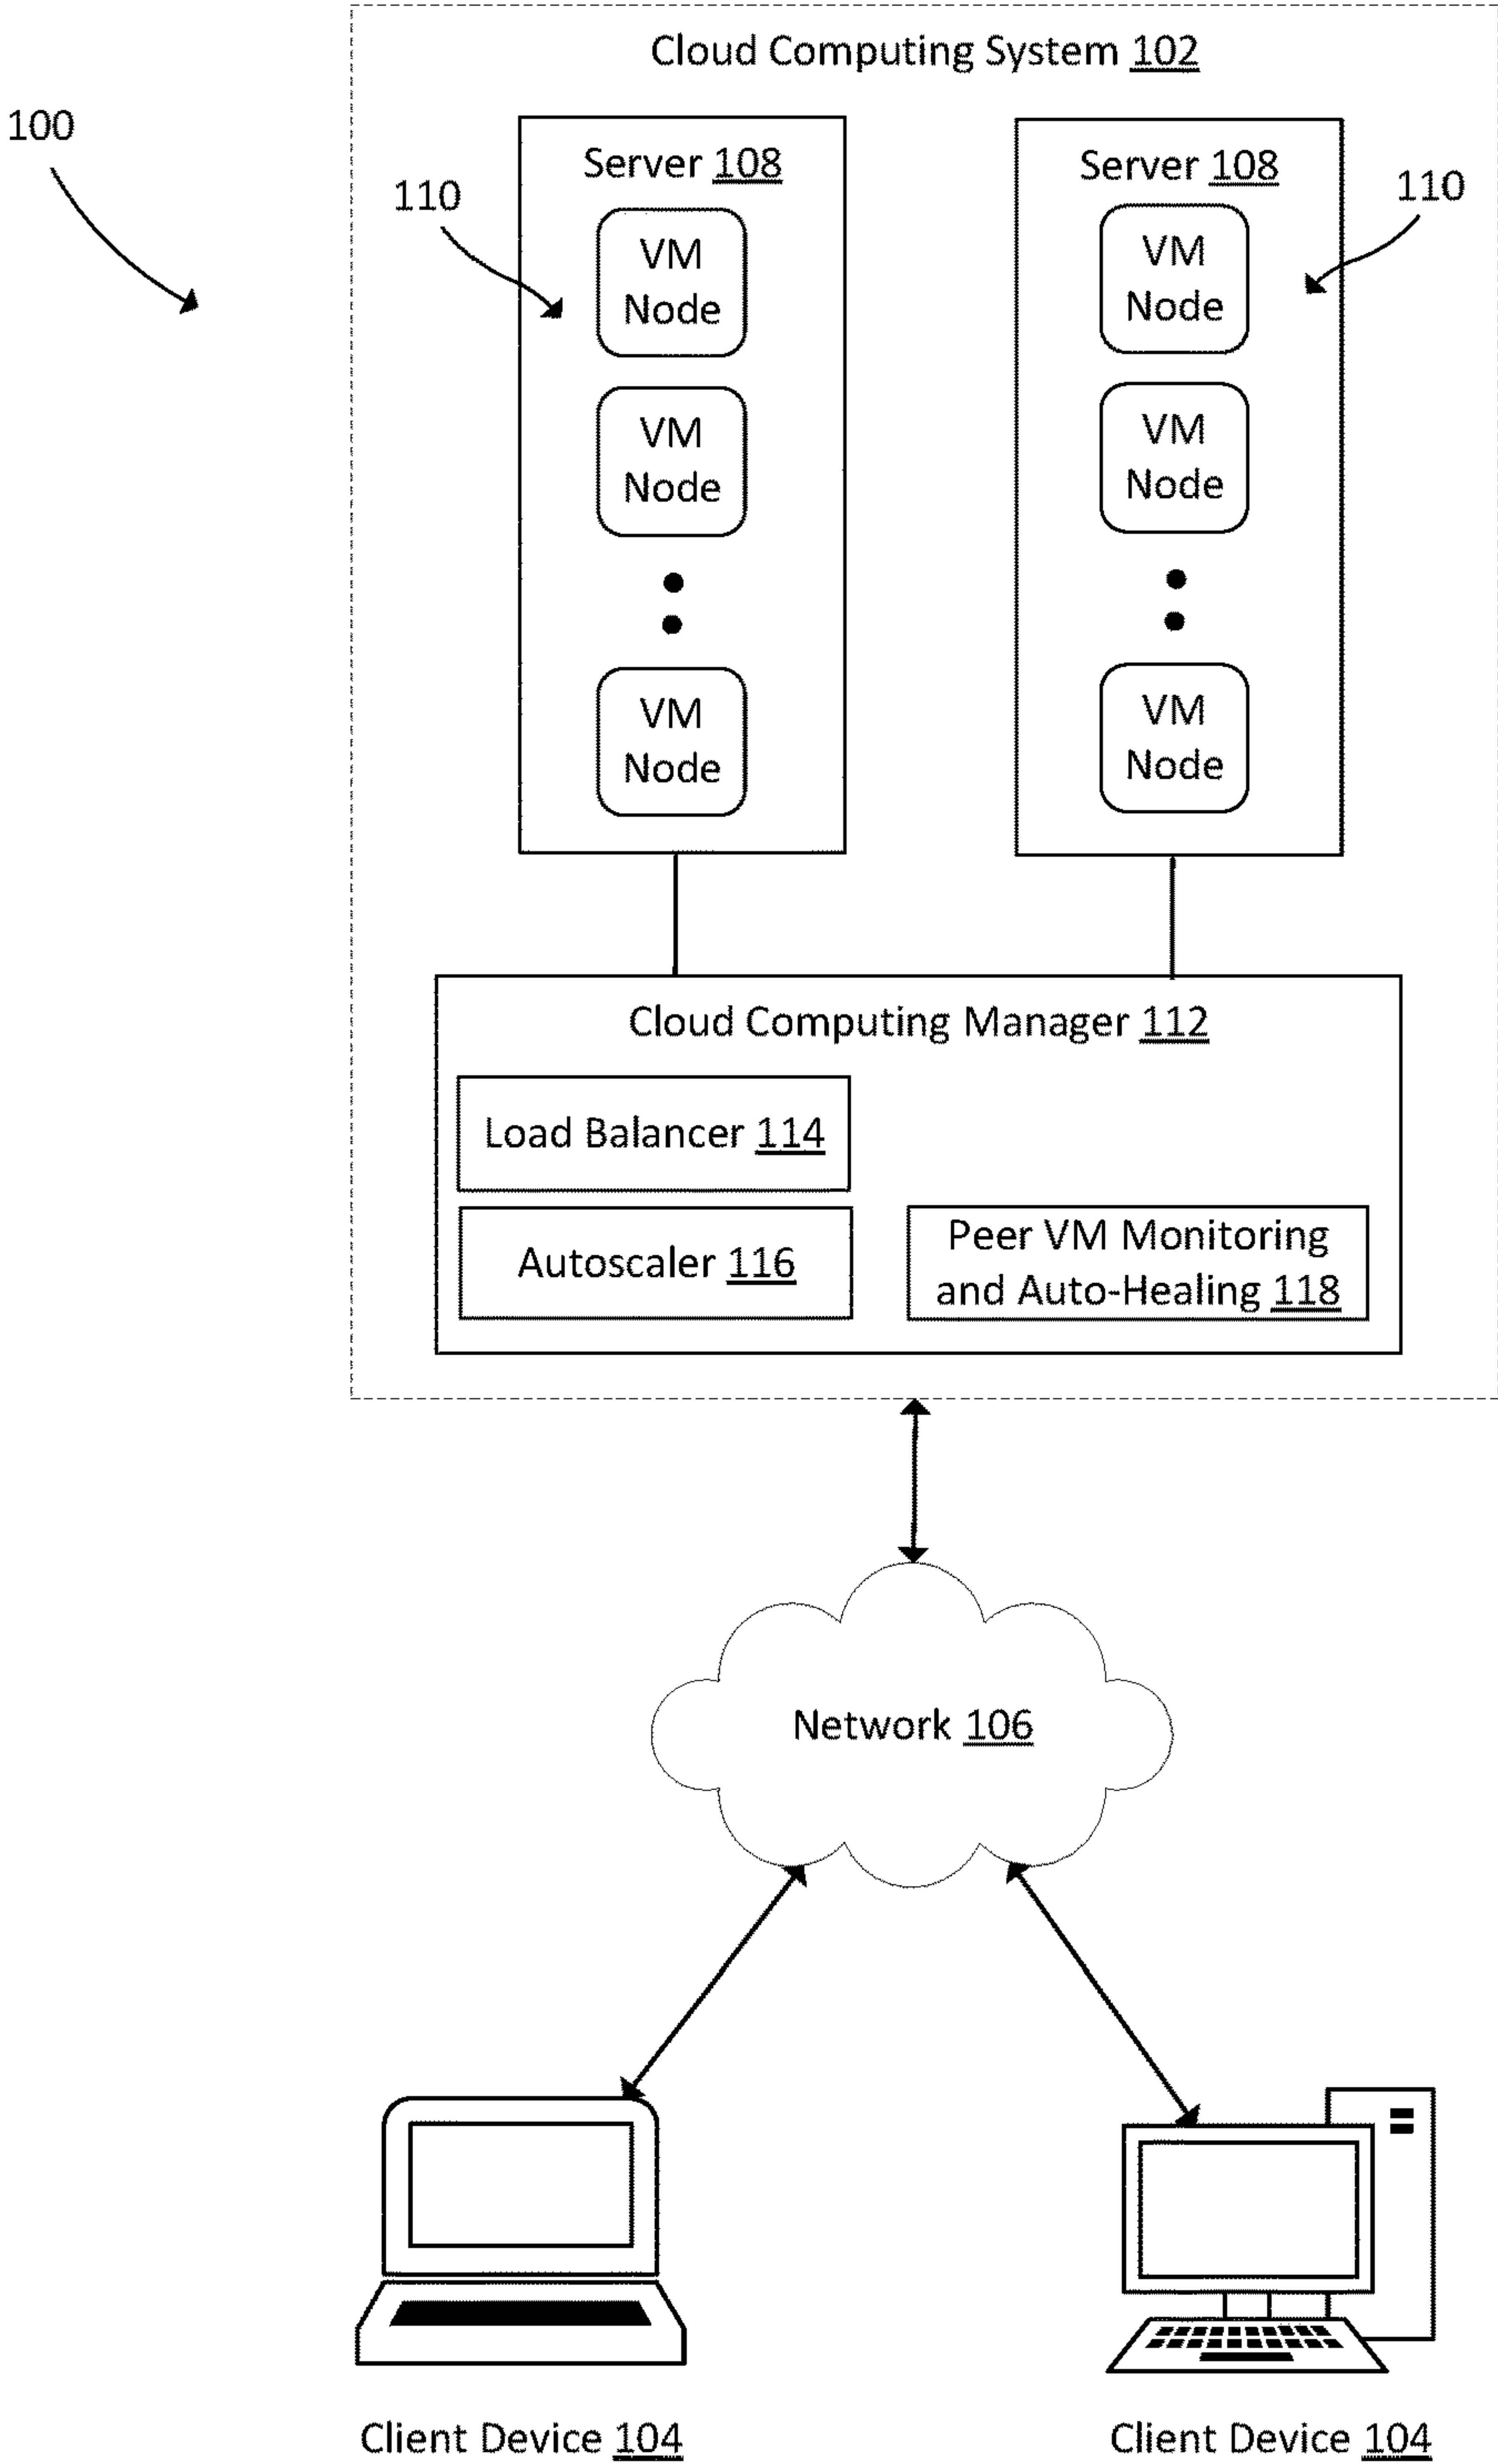 Cloud Computing System 102
100
Server 108
Server 108
110
110
VM
Node
VM
Node
VM
Node
VM
Node
VM
Node
VM
Node
Cloud Computing Manager 112
Load Balancer 114
Autoscaler 116
Peer VM Monitoring
and Auto-Healing 118
Network 106
Client Device 104
Client Device 104